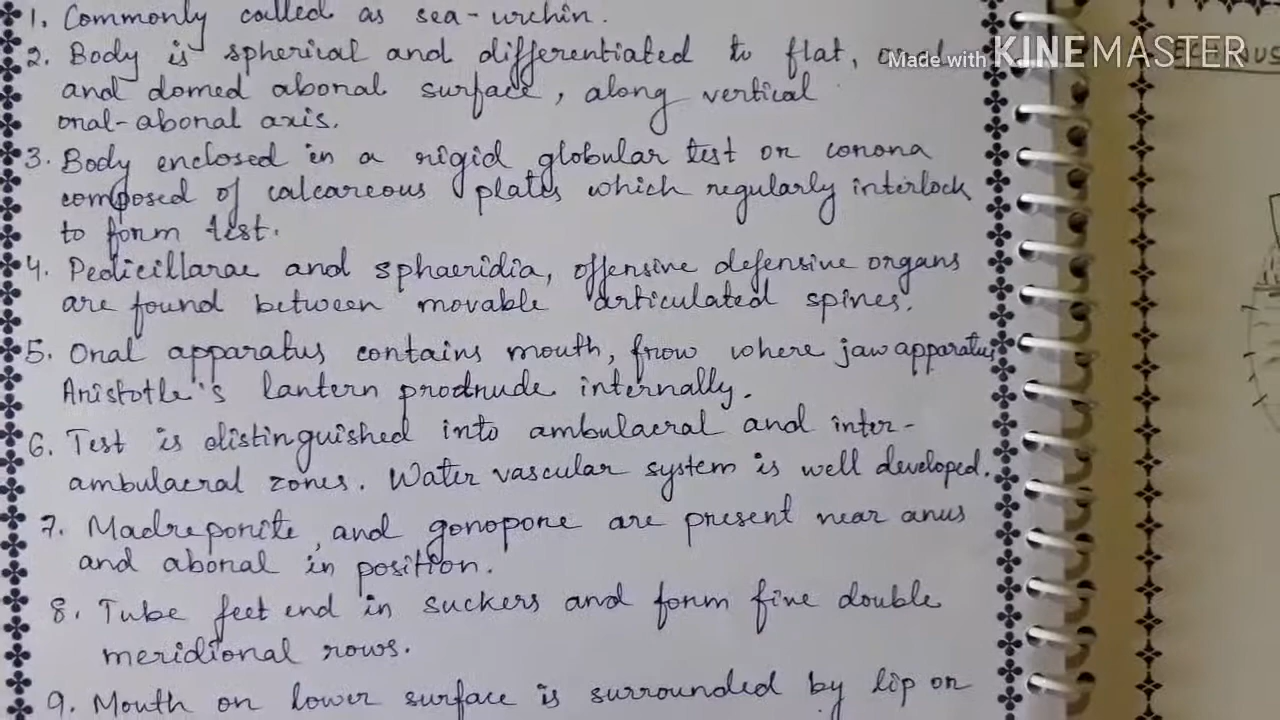 1. Commonly called as sea-urchin.
2. Body is spherical and differentiated to flat, oral
and domed aboral surface, along vertical
oral-aboral axis.
3. Body enclosed in a rigid globular test or corona
composed of calcareous plates which regularly interlock
to form test.
4. Pedicillarae and sphaeridia, offensive defensive organs
are found between movable articulated spines.
5. Oral apparatus contains mouth, from where jaw apparatus
Aristotle's lantern prodrude internally.
6. Test is distinguished into ambulacral and inter-
ambulacral zones. Water vascular system is well developed.
7. Madreporite, and gonopore are present near anus
and aboral in position.
8. Tube feet end in suckers and form five double
meridional rows.
9. Mouth on lower surface is surrounded by lip or
Made with KINEMASTER